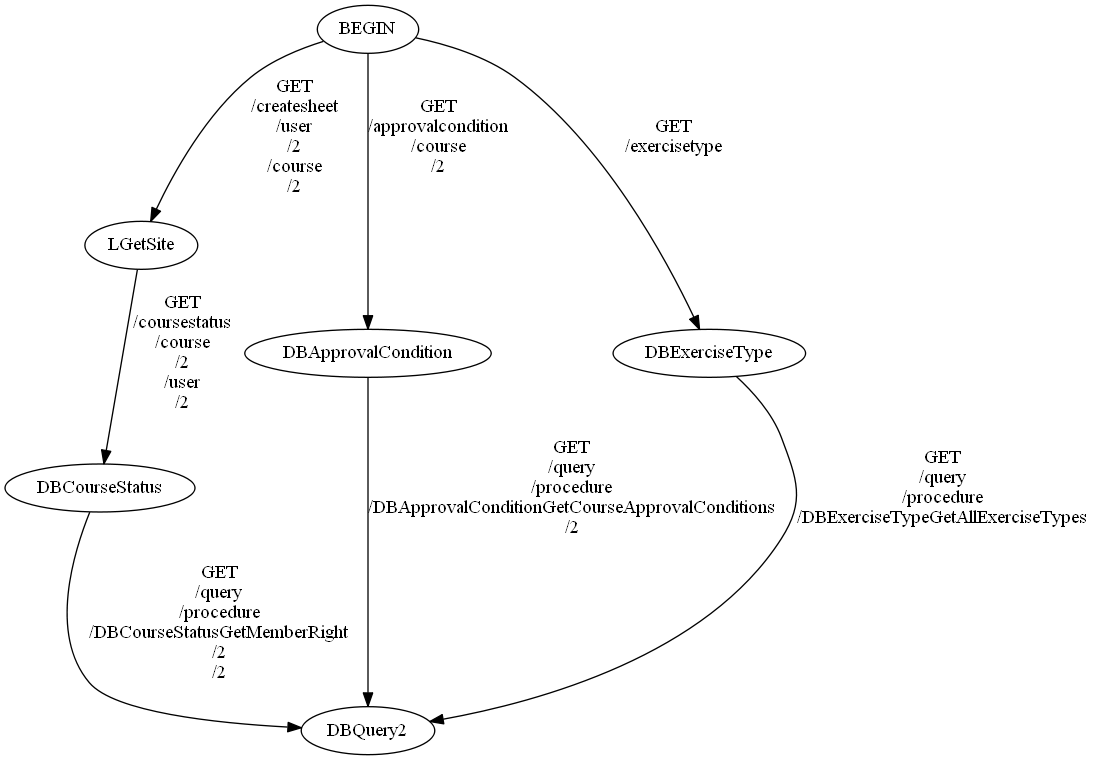 BEGIN
GET
/createsheet
/user
/2
/course
/2
GET
/approvalcondition
/course
/2
GET
/exercisetype
LGetSite
GET
/coursestatus
/course
/2
/user
/2
DBApprovalCondition
DBExerciseType
DBCourseStatus
GET
/query
/procedure
/DBApprovalConditionGetCourseApprovalConditions
/2
GET
/query
/procedure
/DBExerciseTypeGetAllExerciseTypes
GET
/query
/procedure
/DBCourseStatusGetMemberRight
/2
/2
DBQuery2